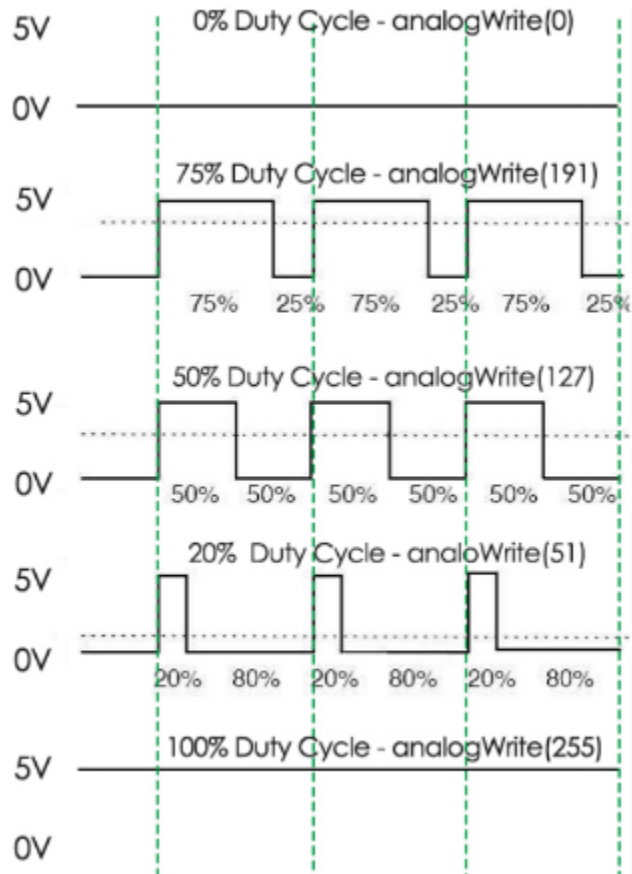 5V 0% Duty Cycle - analogWrite(0)
0V
75% Duty Cycle - analogWrite(191)
5V
0V
75% 25% 75% 25% 75% 25%
50% Duty Cycle - analogWrite(127)
5V
0V
50% 50% 50% 50% 50% 50%
20% Duty Cycle - analoWrite(51)
5V
0V
20% 80% 20% 80% 20% 80%
100% Duty Cycle - analogWrite(255)
5V
0V